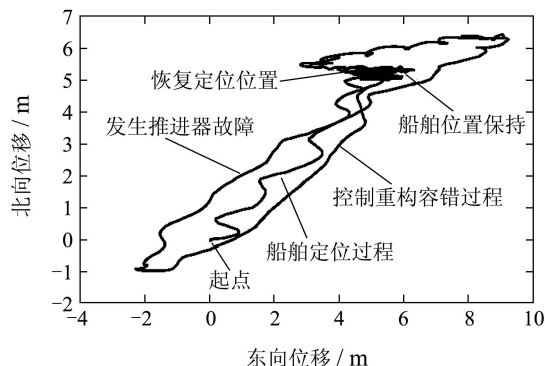 7
6
5
4
3
2
1
0
−1
−2
−4
−2
0
2
4
6
8
10
北向位移 / m
东向位移 / m
恢复定位位置
船舶位置保持
发生推进器故障
控制重构容错过程
船舶定位过程
起点